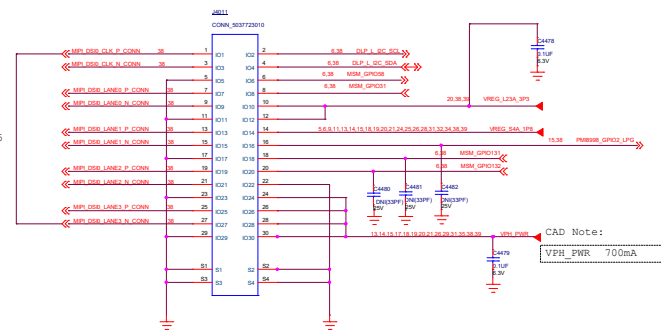 J4011
CONN_5037723010
MIPI_DSI0_CLK_P_CONN 38 1 IO1 IO2 2 6,38 DLP_L_I2C_SCL
MIPI_DSI0_CLK_N_CONN 38 3 IO3 IO4 4 6,38 DLP_L_I2C_SDA
5 IO5 IO6 6 6,38 MSM_GPIO58
MIPI_DSI0_LANE0_P_CONN 38 7 IO7 IO8 8 6,38 MSM_GPIO31
MIPI_DSI0_LANE0_N_CONN 38 9 IO9 IO10 10 20,38,39 VREG_L23A_3P3
11 IO11 IO12 12
MIPI_DSI0_LANE1_P_CONN 38 13 IO13 IO14 14 5,6,9,11,13,14,15,18,19,20,21,24,25,26,28,31,32,34,38,39 VREG_S4A_1P8
MIPI_DSI0_LANE1_N_CONN 38 15 IO15 IO16 16 15,38 PMI8998_GPIO2_LPG
17 IO17 IO18 18 6,38 MSM_GPIO131
MIPI_DSI0_LANE2_P_CONN 38 19 IO19 IO20 20 6,38 MSM_GPIO132
MIPI_DSI0_LANE2_N_CONN 38 21 IO21 IO22 22
23 IO23 IO24 24
MIPI_DSI0_LANE3_P_CONN 38 25 IO25 IO26 26
MIPI_DSI0_LANE3_N_CONN 38 27 IO27 IO28 28
29 IO29 IO30 30 13,14,15,17,18,19,20,21,26,29,31,35,38,39 VPH_PWR
S1 S1 S2 S2
S3 S3 S4 S4
C4478
0.1UF
6.3V
C4480
DNI(33PF)
25V
C4481
DNI(33PF)
25V
C4482
DNI(33PF)
25V
C4479
0.1UF
6.3V
CAD Note:
VPH_PWR 700mA